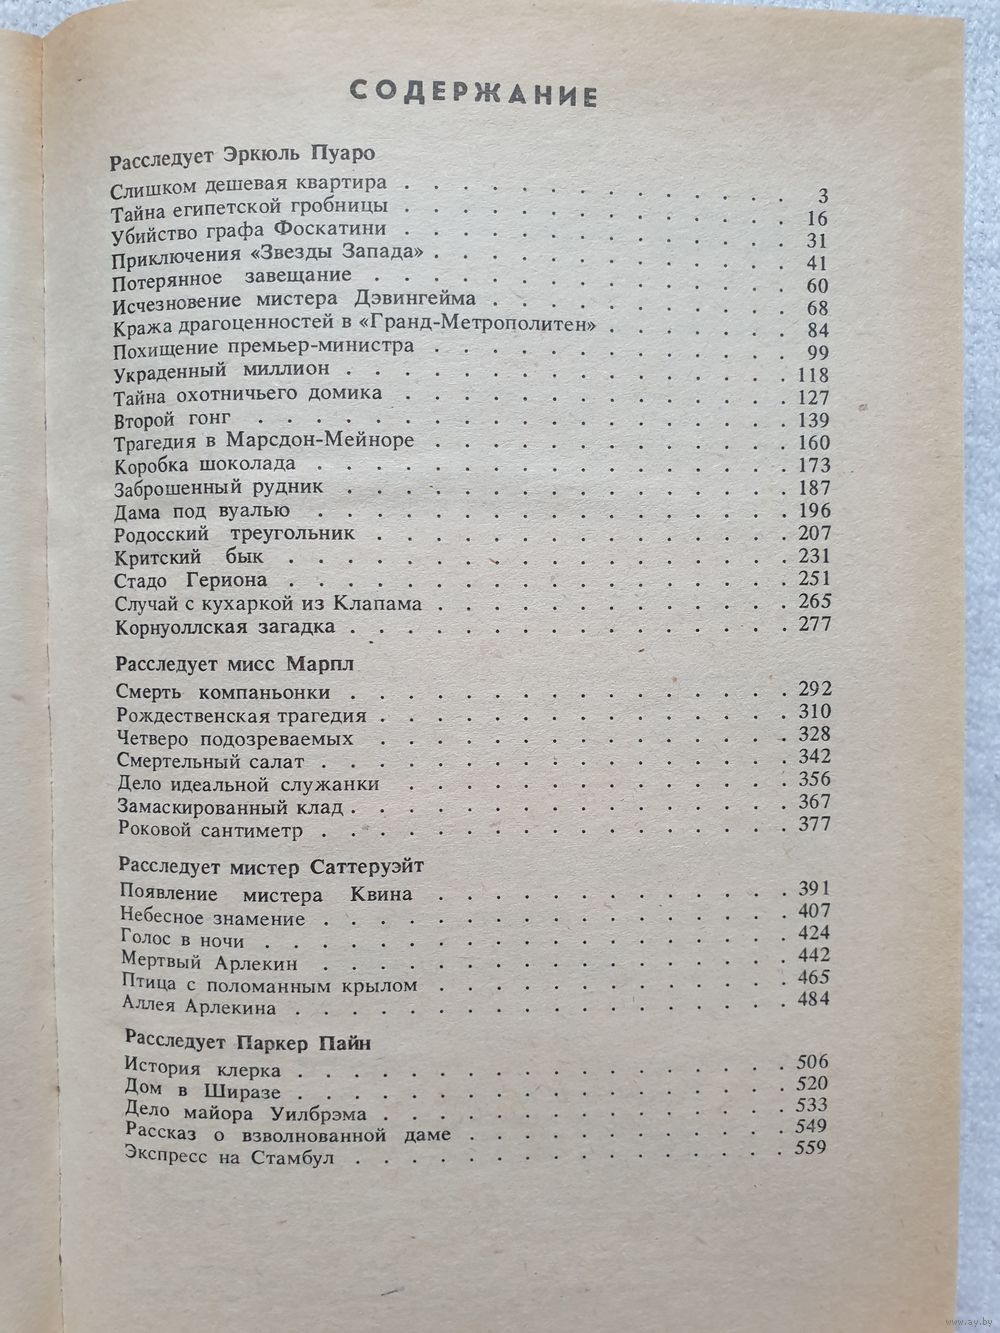 СОДЕРЖАНИЕ
Расследует Эркюль Пуаро
Слишком дешевая квартира . . . . . . . . . . . . . . 3
Тайна египетской гробницы . . . . . . . . . . . . . . 16
Убийство графа Фоскатини . . . . . . . . . . . . . . 31
Приключения «Звезды Запада» . . . . . . . . . . . . . 41
Потерянное завещание . . . . . . . . . . . . . . . 60
Исчезновение мистера Дэвингейма . . . . . . . . . . . 68
Кража драгоценностей в «Гранд-Метрополитен» . . . . . . . 84
Похищение премьер-министра . . . . . . . . . . . . . 99
Украденный миллион . . . . . . . . . . . . . . . . 118
Тайна охотничьего домика . . . . . . . . . . . . . . 127
Второй гонг . . . . . . . . . . . . . . . . . . . 139
Трагедия в Марсдон-Мейноре . . . . . . . . . . . . . 160
Коробка шоколада . . . . . . . . . . . . . . . . . 173
Заброшенный рудник . . . . . . . . . . . . . . . . 187
Дама под вуалью . . . . . . . . . . . . . . . . . 196
Родосский треугольник . . . . . . . . . . . . . . . 207
Критский бык . . . . . . . . . . . . . . . . . . 231
Стадо Гериона . . . . . . . . . . . . . . . . . . 251
Случай с кухаркой из Клапама . . . . . . . . . . . . . 265
Корнуоллская загадка . . . . . . . . . . . . . . . . 277
Расследует мисс Марпл
Смерть компаньонки . . . . . . . . . . . . . . . . 292
Рождественская трагедия . . . . . . . . . . . . . . . 310
Четверо подозреваемых . . . . . . . . . . . . . . . 328
Смертельный салат . . . . . . . . . . . . . . . . . 342
Дело идеальной служанки . . . . . . . . . . . . . . 356
Замаскированный клад . . . . . . . . . . . . . . . . 367
Роковой сантиметр . . . . . . . . . . . . . . . . . 377
Расследует мистер Саттеруэйт
Появление мистера Квина . . . . . . . . . . . . . 391
Небесное знамение . . . . . . . . . . . . . . . . . 407
Голос в ночи . . . . . . . . . . . . . . . . . . . 424
Мертвый Арлекин . . . . . . . . . . . . . . . . . 442
Птица с поломанным крылом . . . . . . . . . . . . . 465
Аллея Арлекина . . . . . . . . . . . . . . . . . . 484
Расследует Паркер Пайн
История клерка . . . . . . . . . . . . . . . . . . 506
Дом в Ширазе . . . . . . . . . . . . . . . . . . 520
Дело майора Уилбрэма . . . . . . . . . . . . . . . 533
Рассказ о взволнованной даме . . . . . . . . . . . . 549
Экспресс на Стамбул . . . . . . . . . . . . . . . . 559
www.ay.by